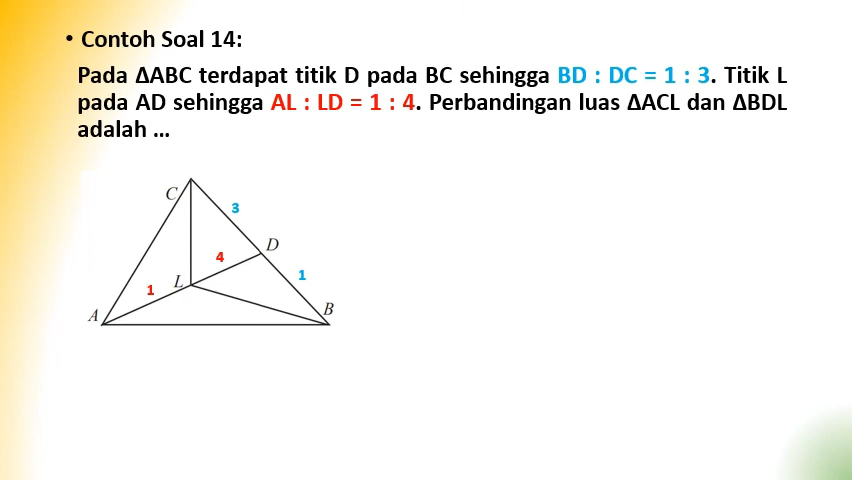 • Contoh Soal 14:
Pada ΔABC terdapat titik D pada BC sehingga BD : DC = 1 : 3. Titik L
pada AD sehingga AL : LD = 1 : 4. Perbandingan luas ΔACL dan ΔBDL
adalah ...
C
3
D
4
1
L
1
B
A